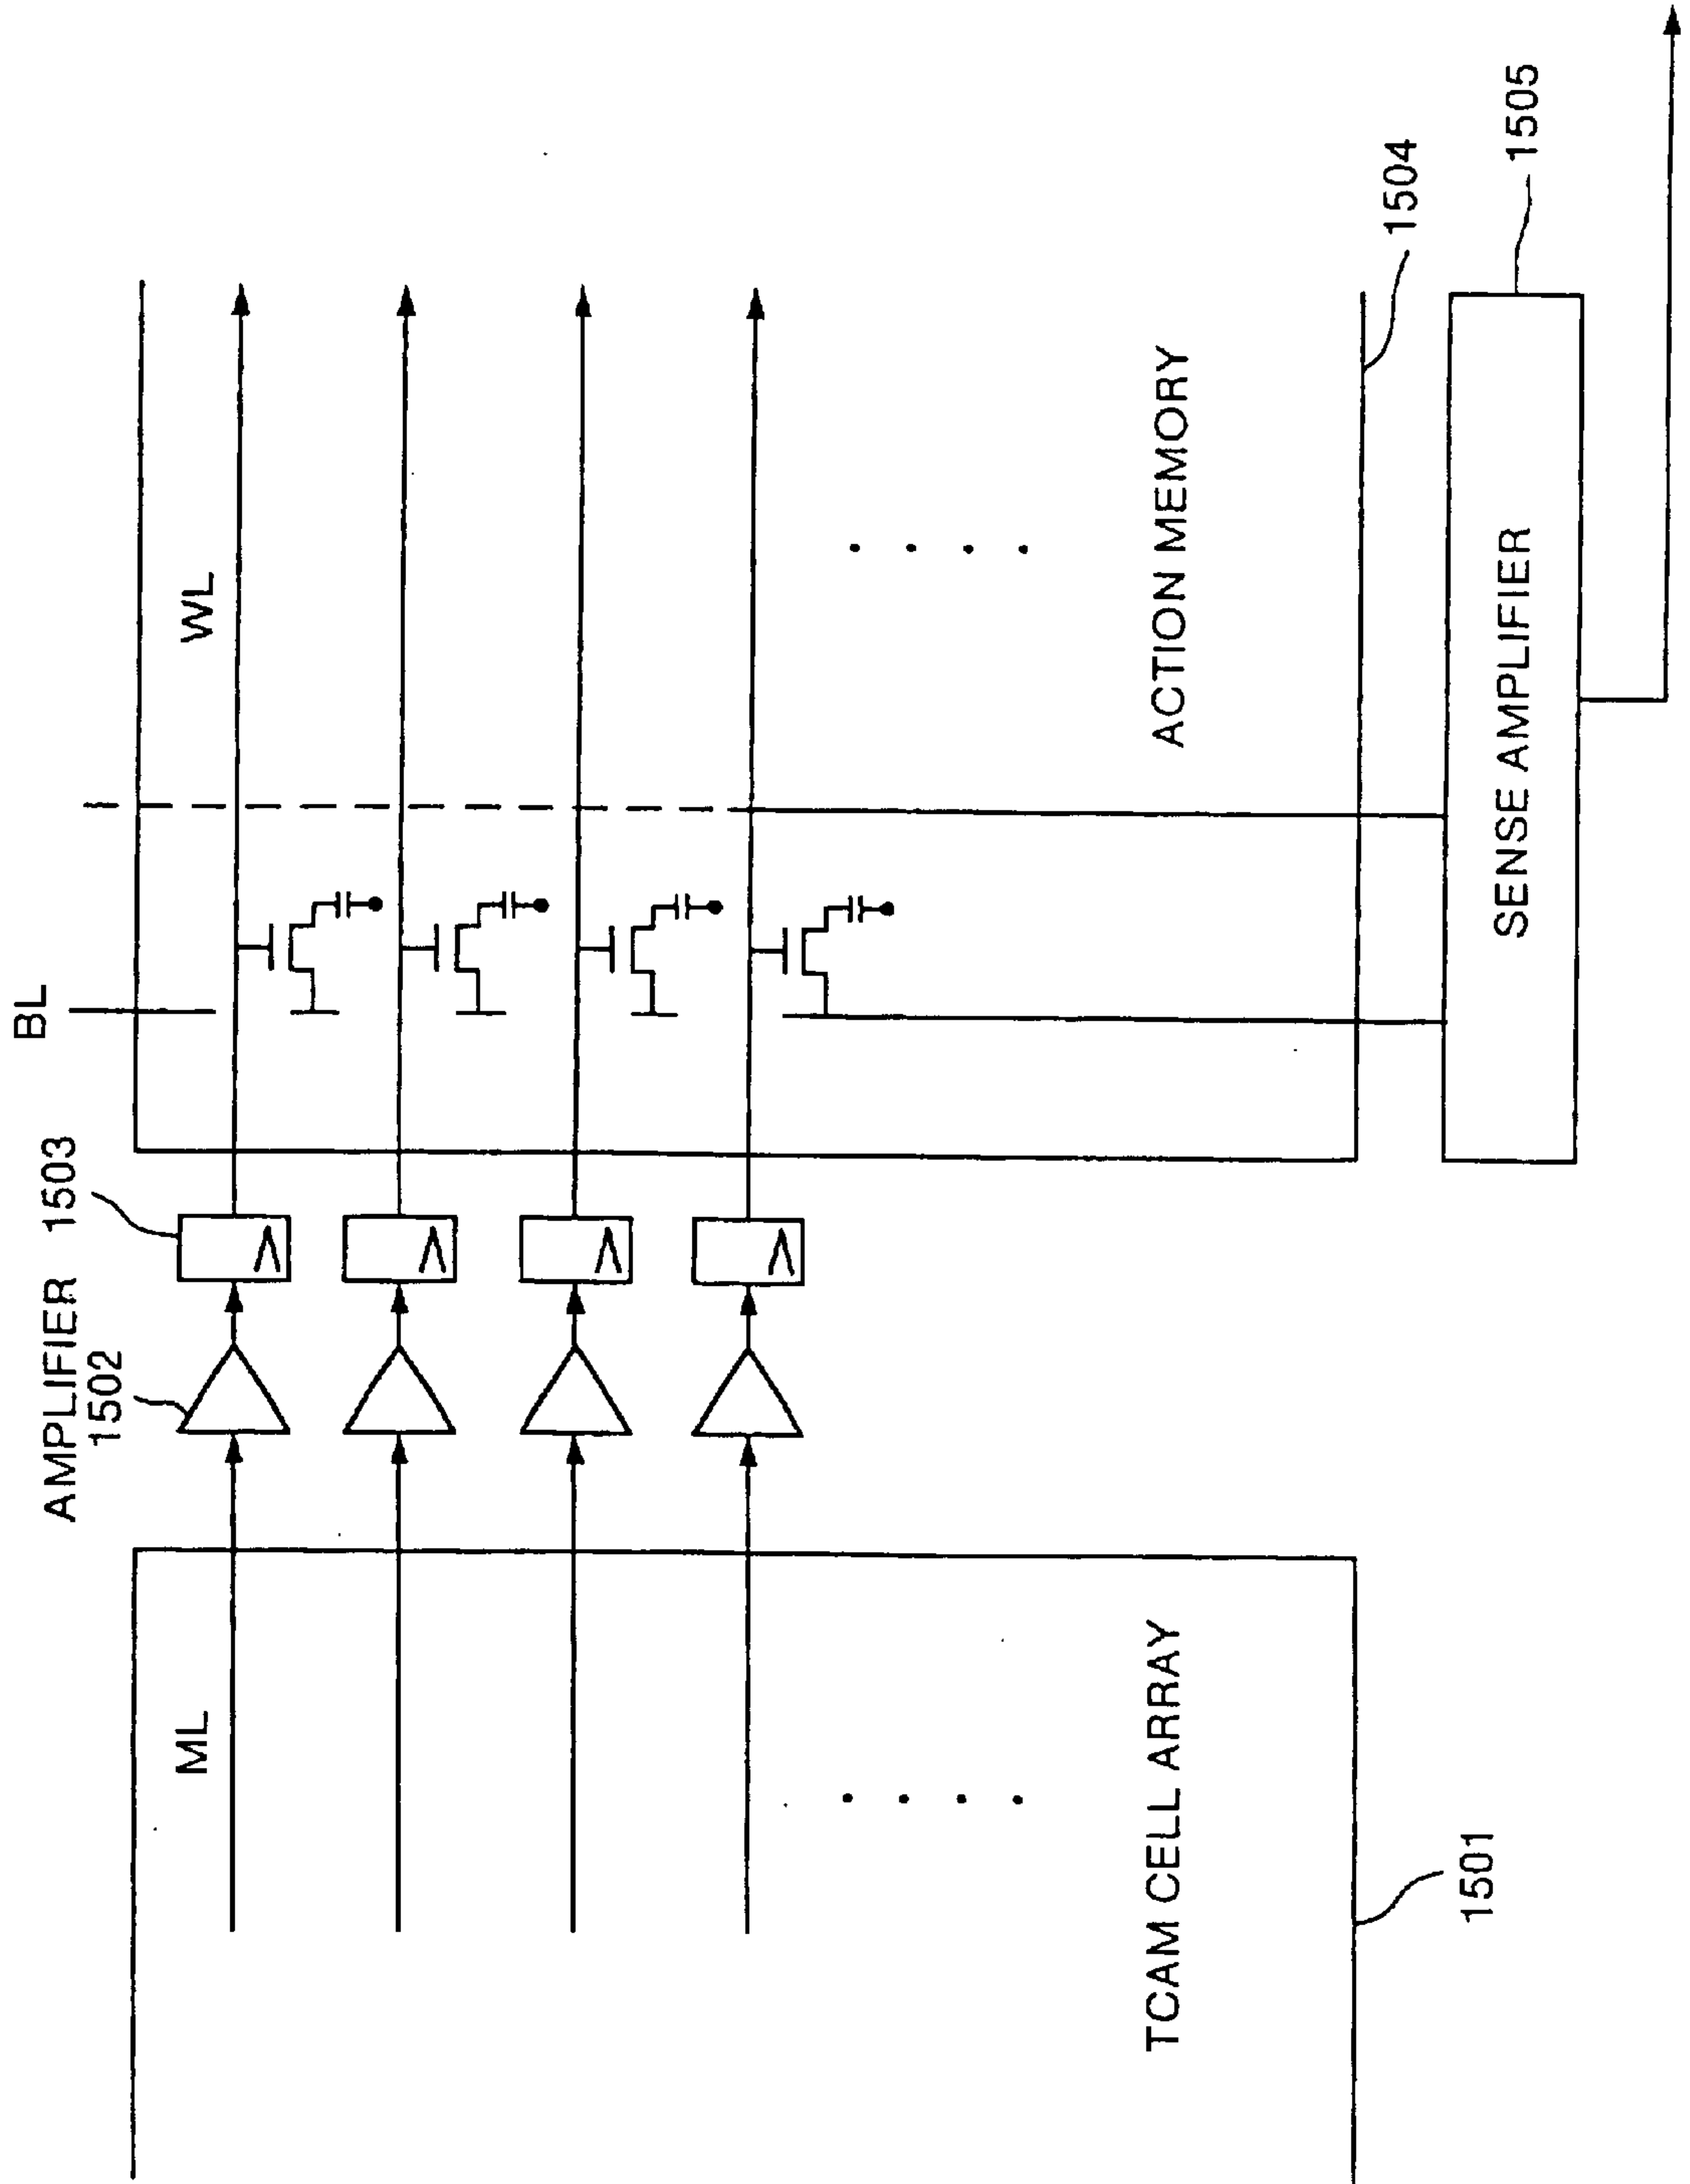 BL
AMPLIFIER 1503
1502
ML
WL
TCAM CELL ARRAY
ACTION MEMORY
1501
1504
SENSE AMPLIFIER
1505